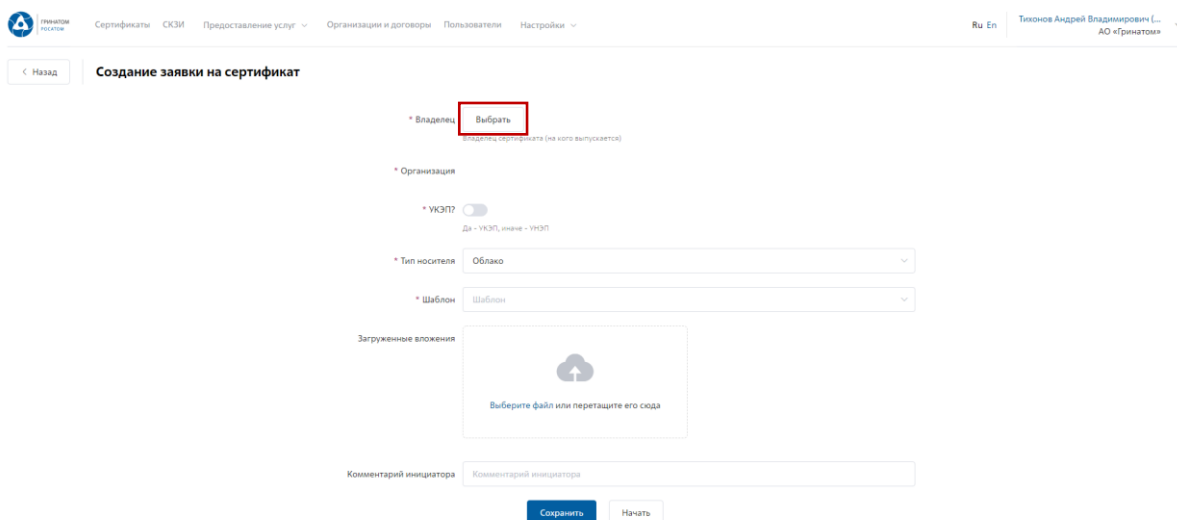 ГРИНАТОМ
РОСАТОМ
Сертификаты СКЗИ Предоставление услуг Организации и договоры Пользователи Настройки
Ru En
Тихонов Андрей Владимирович (...
АО «Гринатом»
< Назад
Создание заявки на сертификат
* Владелец Выбрать
Владелец сертификата (на кого выпускается)
* Организация
* УКЭП?
Да - УКЭП, иначе - УНЭП
* Тип носителя Облако
* Шаблон Шаблон
Загруженные вложения
Выберите файл или перетащите его сюда
Комментарий инициатора Комментарий инициатора
Сохранить Начать